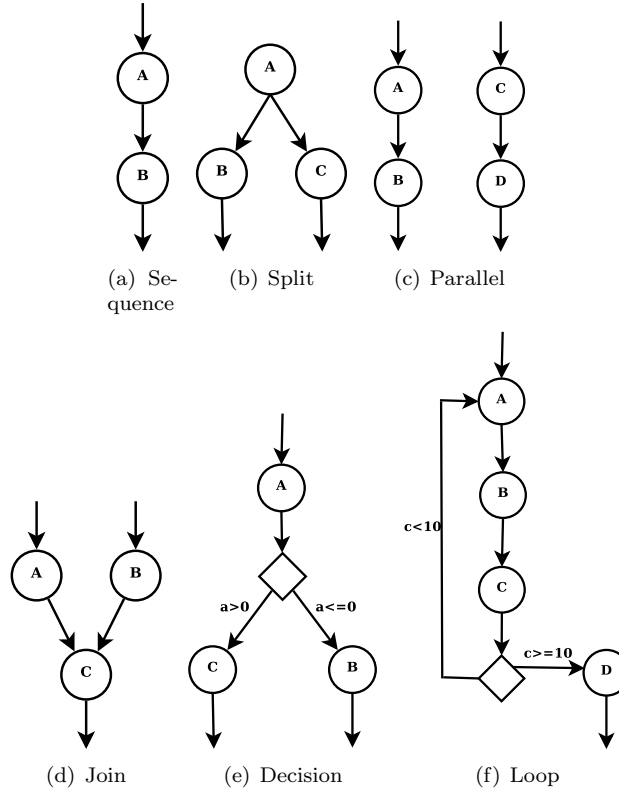 A
B
A
B
C
A
B
C
D
(a) Se-
quence
(b) Split
(c) Parallel
A
B
C
(d) Join
A
a>0
a<=0
C
B
(e) Decision
A
B
c<10
C
c>=10
D
(f) Loop